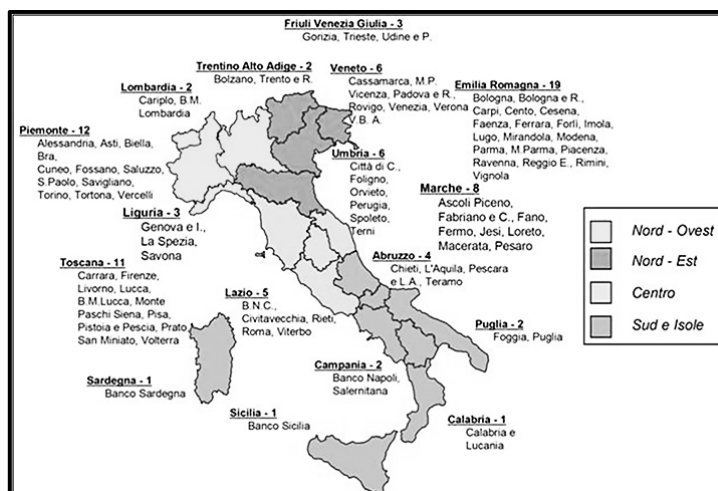 Friuli Venezia Giulia - 3
Gorizia, Trieste, Udine e P.
Trentino Alto Adige - 2
Bolzano, Trento e R.
Veneto - 6
Cassamarca, M.P.
Vicenza, Padova e R.,
Rovigo, Venezia, Verona
V.B. A.
Emilia Romagna - 19
Bologna, Bologna e R.,
Carpi, Cento, Cesena,
Faenza, Ferrara, Forlì, Imola,
Lugo, Mirandola, Modena,
Parma, M.Parma, Piacenza,
Ravenna, Reggio E., Rimini,
Vignola
Lombardia - 2
Cariplo, B.M.
Lombardia
Piemonte - 12
Alessandria, Asti, Biella,
Bra,
Cuneo, Fossano, Saluzzo,
S.Paolo, Savigliano,
Torino, Tortona, Vercelli
Umbria - 6
Città di C.,
Foligno,
Orvieto,
Perugia,
Spoleto,
Terni
Marche - 8
Ascoli Piceno,
Fabriano e C., Fano,
Fermo, Jesi, Loreto,
Macerata, Pesaro
Liguria - 3
Genova e I.,
La Spezia,
Savona
Toscana - 11
Carrara, Firenze,
Livorno, Lucca,
B.M.Lucca, Monte
Paschi Siena, Pisa,
Pistoia e Pescia, Prato,
San Miniato, Volterra
Lazio - 5
B.N.C.,
Civitavecchia, Rieti,
Roma, Viterbo
Abruzzo - 4
Chieti, L'Aquila, Pescara
e L.A., Teramo
Nord - Ovest
Nord - Est
Centro
Sud e Isole
Puglia - 2
Foggia, Puglia
Campania - 2
Banco Napoli,
Salernitana
Sardegna - 1
Banco Sardegna
Sicilia - 1
Banco Sicilia
Calabria - 1
Calabria e
Lucania